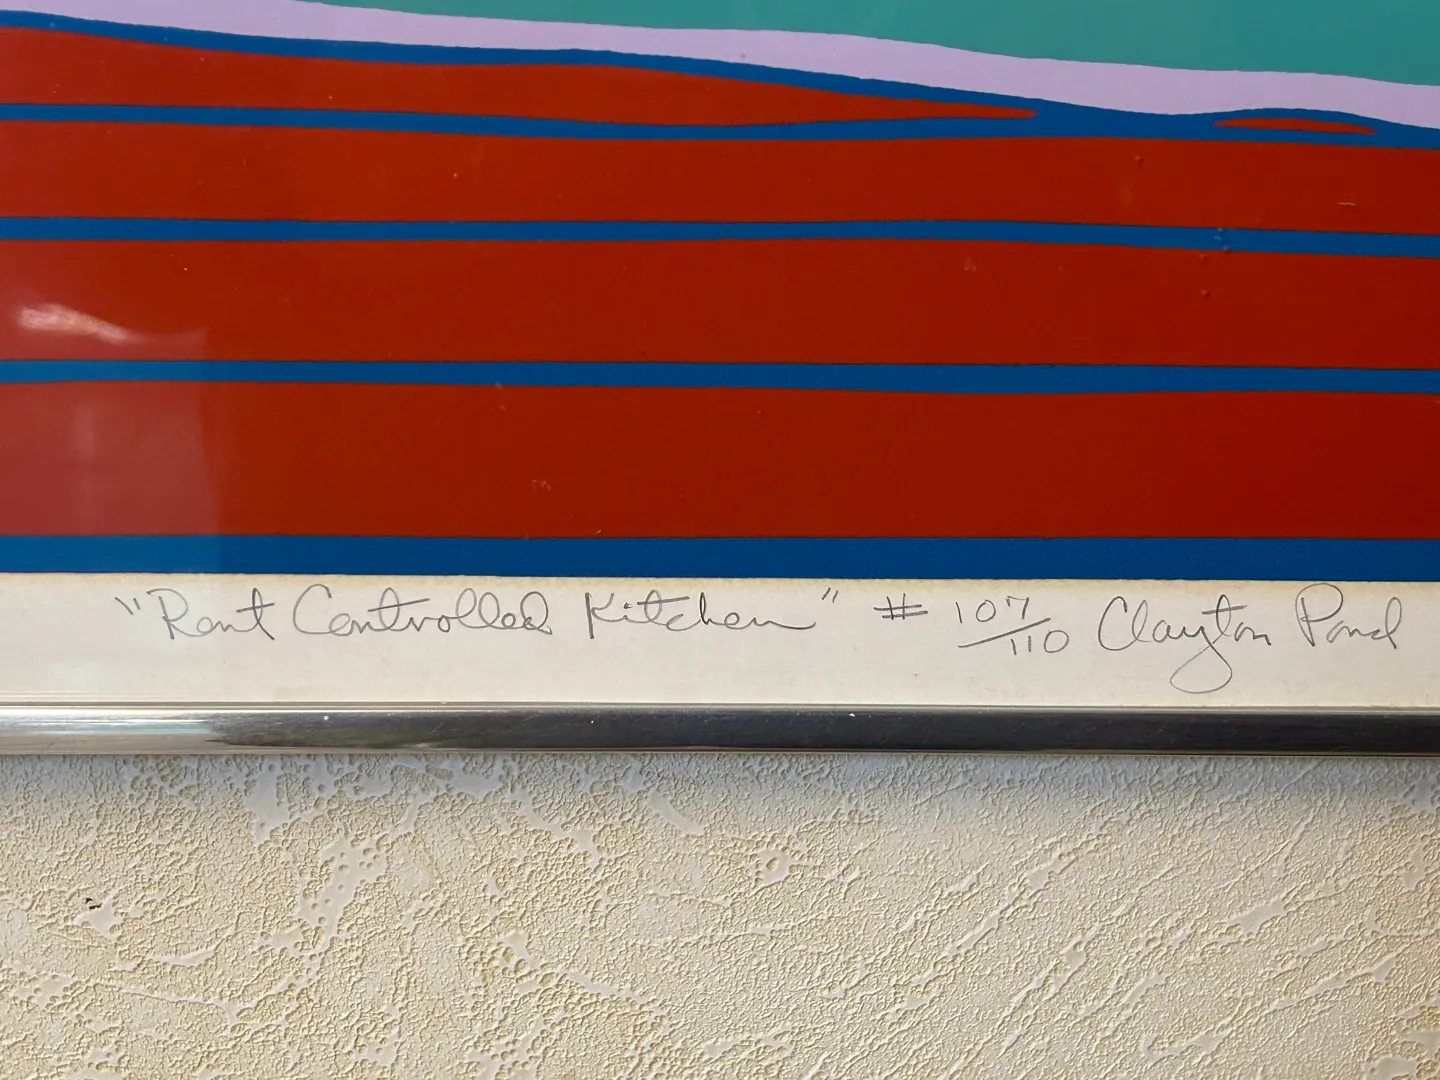 "Rent Controlled Kitchen" # 107/110 Clayton Pond